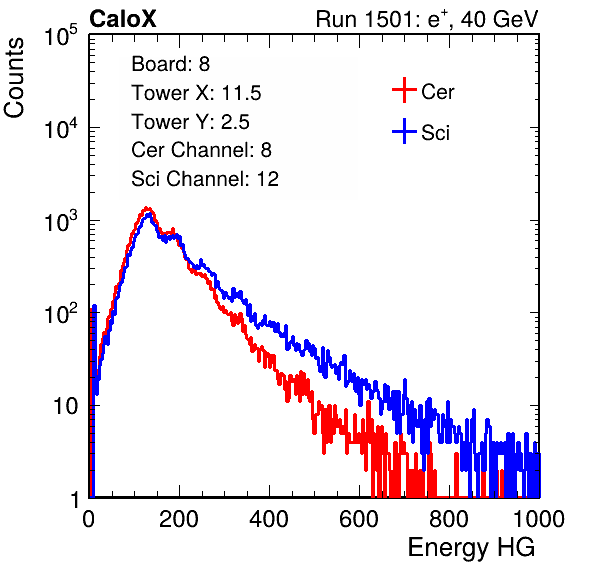 CaloX
Run 1501: e⁺, 40 GeV
Board: 8
Tower X: 11.5
Tower Y: 2.5
Cer Channel: 8
Sci Channel: 12
Cer
Sci
Counts
10⁵
10⁴
10³
10²
10
1
0 200 400 600 800 1000
Energy HG